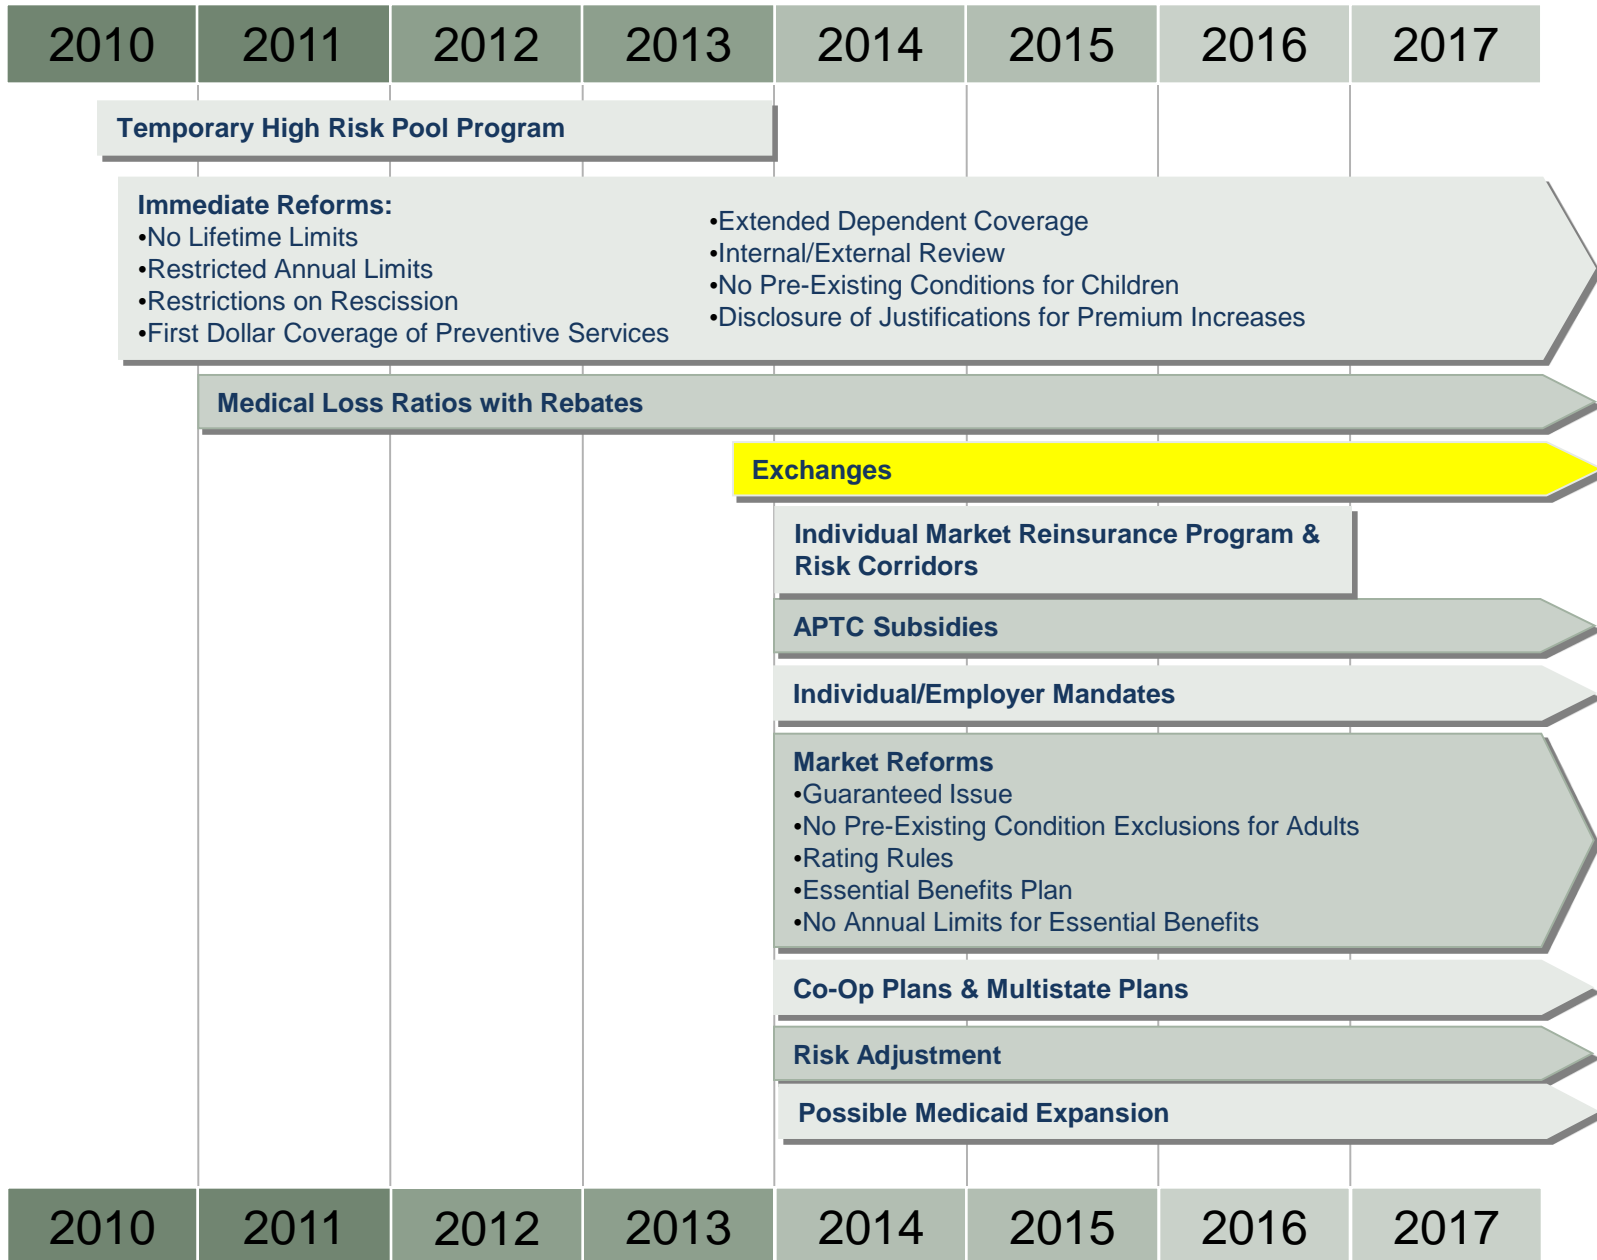 2010 2011 2012 2013 2014 2015 2016 2017
Temporary High Risk Pool Program
Immediate Reforms:
•No Lifetime Limits
•Restricted Annual Limits
•Restrictions on Rescission
•First Dollar Coverage of Preventive Services
•Extended Dependent Coverage
•Internal/External Review
•No Pre-Existing Conditions for Children
•Disclosure of Justifications for Premium Increases
Medical Loss Ratios with Rebates
Exchanges
Individual Market Reinsurance Program &
Risk Corridors
APTC Subsidies
Individual/Employer Mandates
Market Reforms
•Guaranteed Issue
•No Pre-Existing Condition Exclusions for Adults
•Rating Rules
•Essential Benefits Plan
•No Annual Limits for Essential Benefits
Co-Op Plans & Multistate Plans
Risk Adjustment
Possible Medicaid Expansion
2010 2011 2012 2013 2014 2015 2016 2017